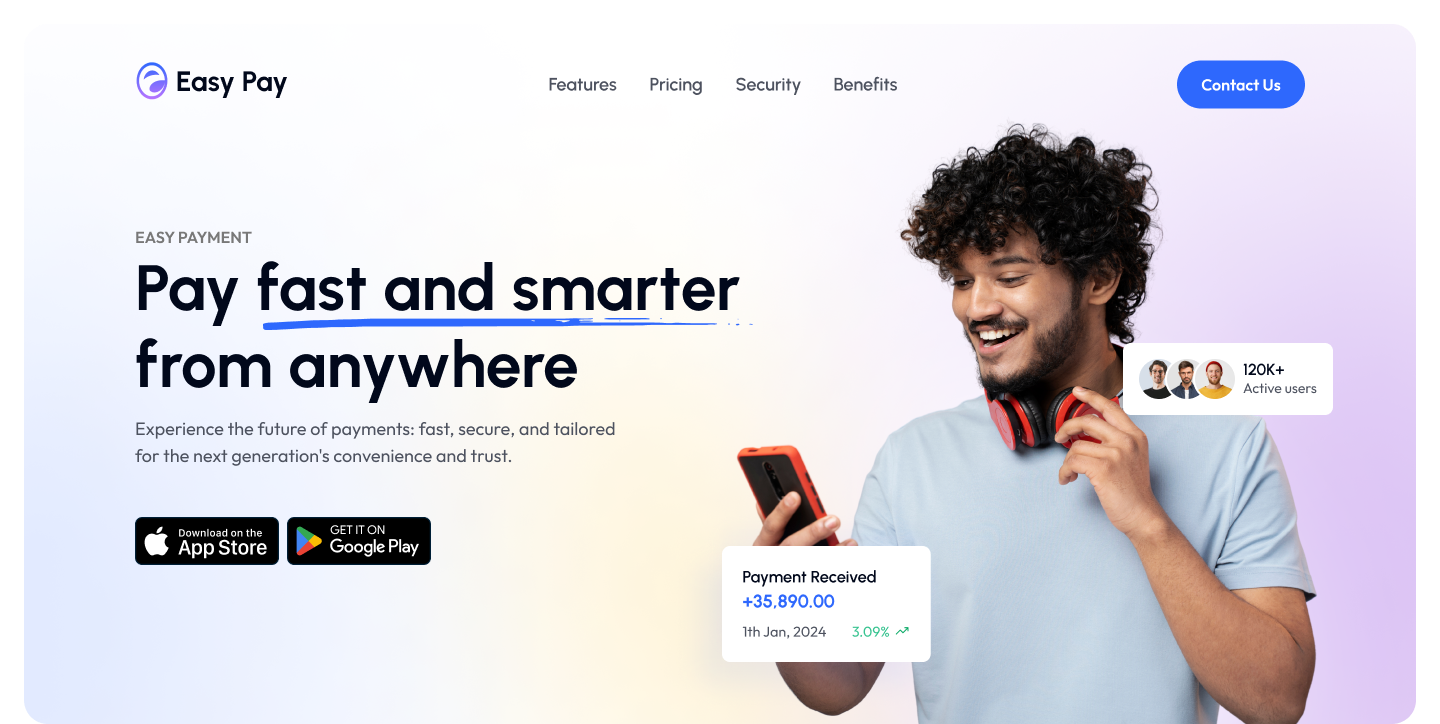 Easy Pay
Features Pricing Security Benefits
Contact Us
EASY PAYMENT
Pay fast and smarter
from anywhere
Experience the future of payments: fast, secure, and tailored
for the next generation's convenience and trust.
Download on the
App Store
GET IT ON
Google Play
120K+
Active users
Payment Received
+35,890.00
1th Jan, 2024 3.09%